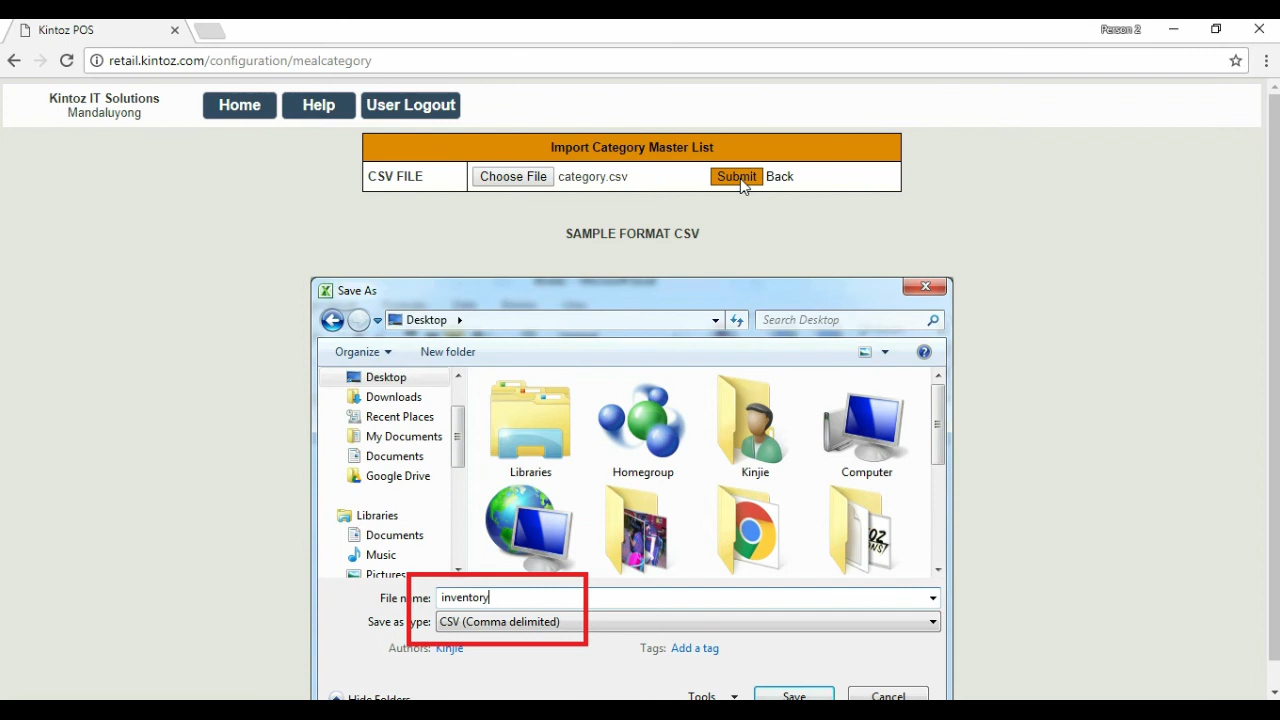 Kintoz POS
Person 2
retail.kintoz.com/configuration/mealcategory
Kintoz IT Solutions
Mandaluyong
Home
Help
User Logout
Import Category Master List
CSV FILE
Choose File
category.csv
Submit
Back
SAMPLE FORMAT CSV
Save As
Desktop
Search Desktop
Organize
New folder
Desktop
Downloads
Recent Places
My Documents
Documents
Google Drive
Libraries
Documents
Music
Pictures
Libraries
Homegroup
Kinjie
Computer
File name:
inventory
Save as type:
CSV (Comma delimited)
Authors:
Kinjie
Tags:
Add a tag
Hide Folders
Tools
Save
Cancel